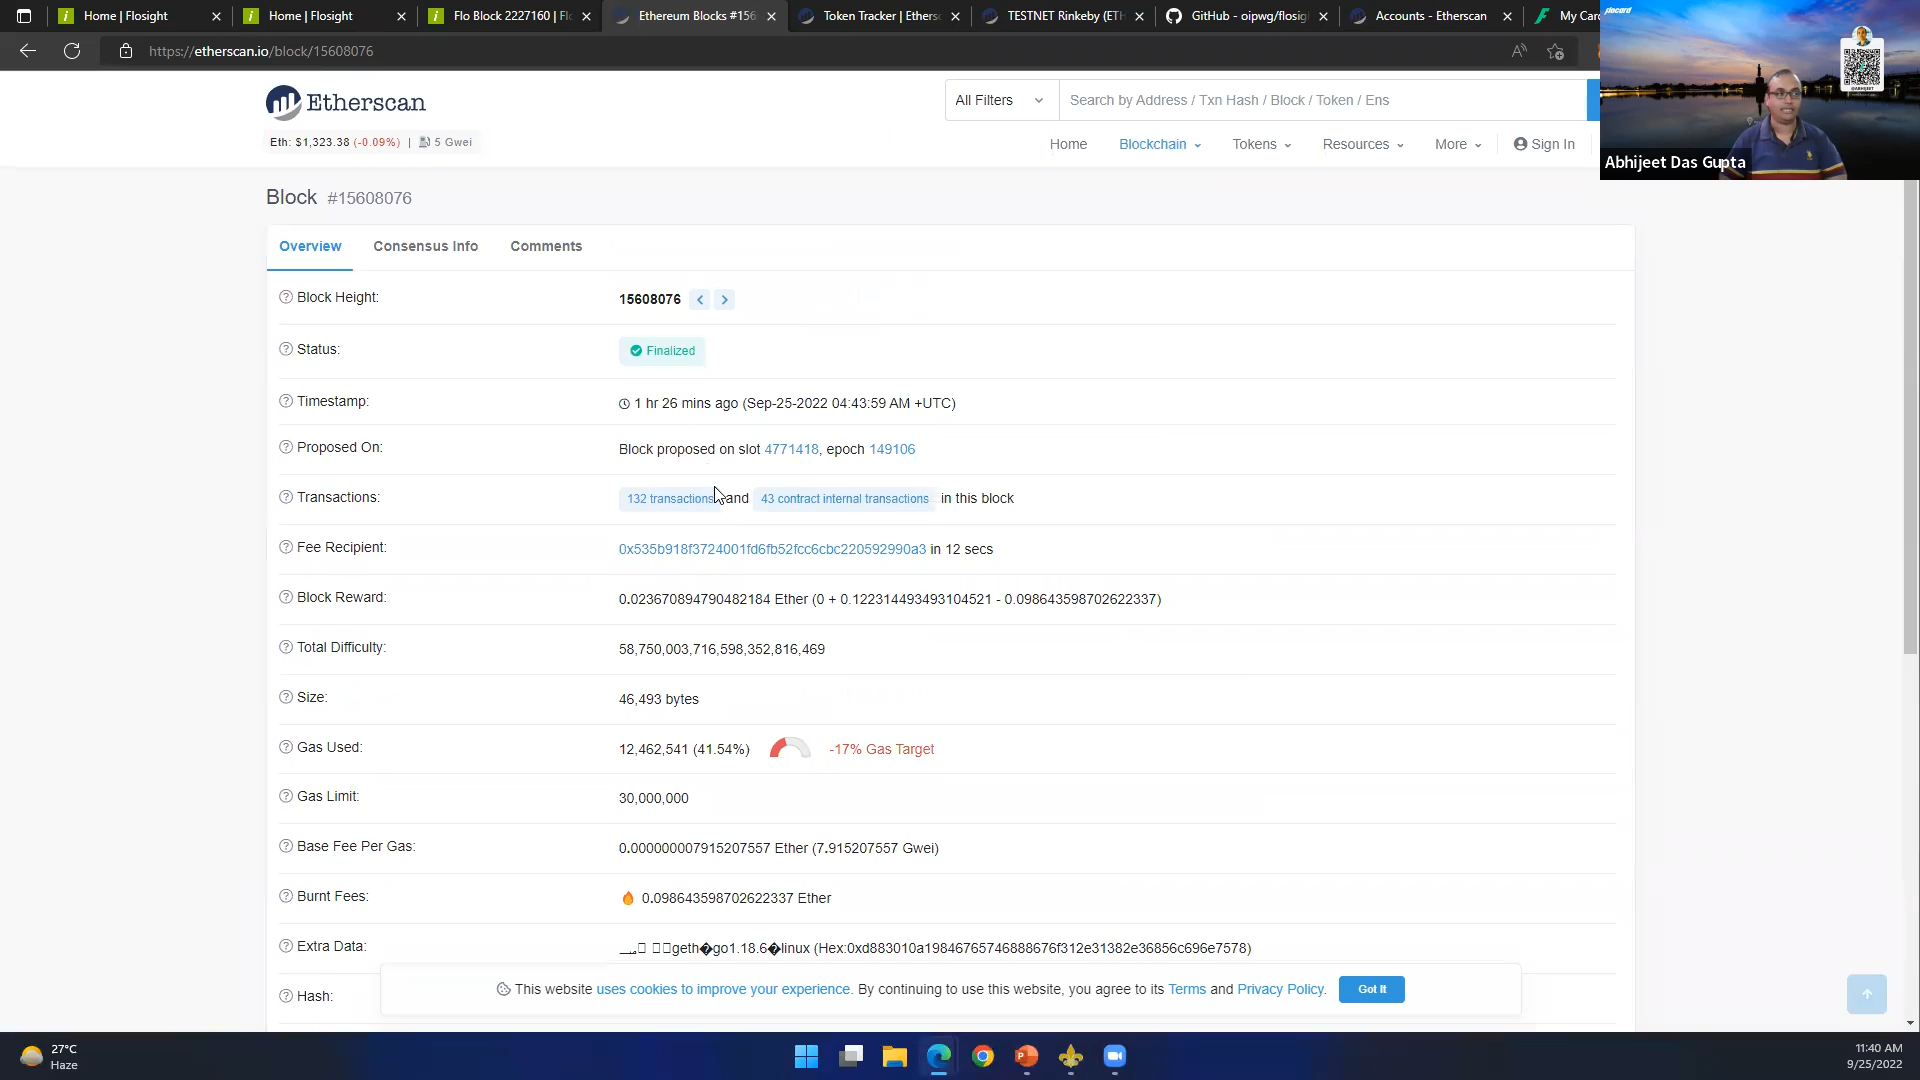 Home | Flosight
Home | Flosight
Flo Block 2227160 | Fl
Ethereum Blocks #156
Token Tracker | Ethersc
TESTNET Rinkeby (ETH
GitHub - oipwg/flosigh
Accounts - Etherscan
My Card
https://etherscan.io/block/15608076
Etherscan
All Filters
Search by Address / Txn Hash / Block / Token / Ens
Eth: $1,323.38 (-0.09%) | 5 Gwei
Home
Blockchain
Tokens
Resources
More
Sign In
flocard
@ABHIJEET
Abhijeet Das Gupta
Block #15608076
Overview
Consensus Info
Comments
Block Height:
15608076
Status:
Finalized
Timestamp:
1 hr 26 mins ago (Sep-25-2022 04:43:59 AM +UTC)
Proposed On:
Block proposed on slot 4771418, epoch 149106
Transactions:
132 transactions and 43 contract internal transactions in this block
Fee Recipient:
0x535b918f3724001fd6fb52fcc6cbc220592990a3 in 12 secs
Block Reward:
0.023670894790482184 Ether (0 + 0.122314493493104521 - 0.098643598702622337)
Total Difficulty:
58,750,003,716,598,352,816,469
Size:
46,493 bytes
Gas Used:
12,462,541 (41.54%)
-17% Gas Target
Gas Limit:
30,000,000
Base Fee Per Gas:
0.000000007915207557 Ether (7.915207557 Gwei)
Burnt Fees:
0.098643598702622337 Ether
Extra Data:
geth�go1.18.6�linux (Hex:0xd883010a19846765746888676f312e31382e36856c696e7578)
Hash:
This website uses cookies to improve your experience. By continuing to use this website, you agree to its Terms and Privacy Policy.
Got It
27°C
Haze
11:40 AM
9/25/2022